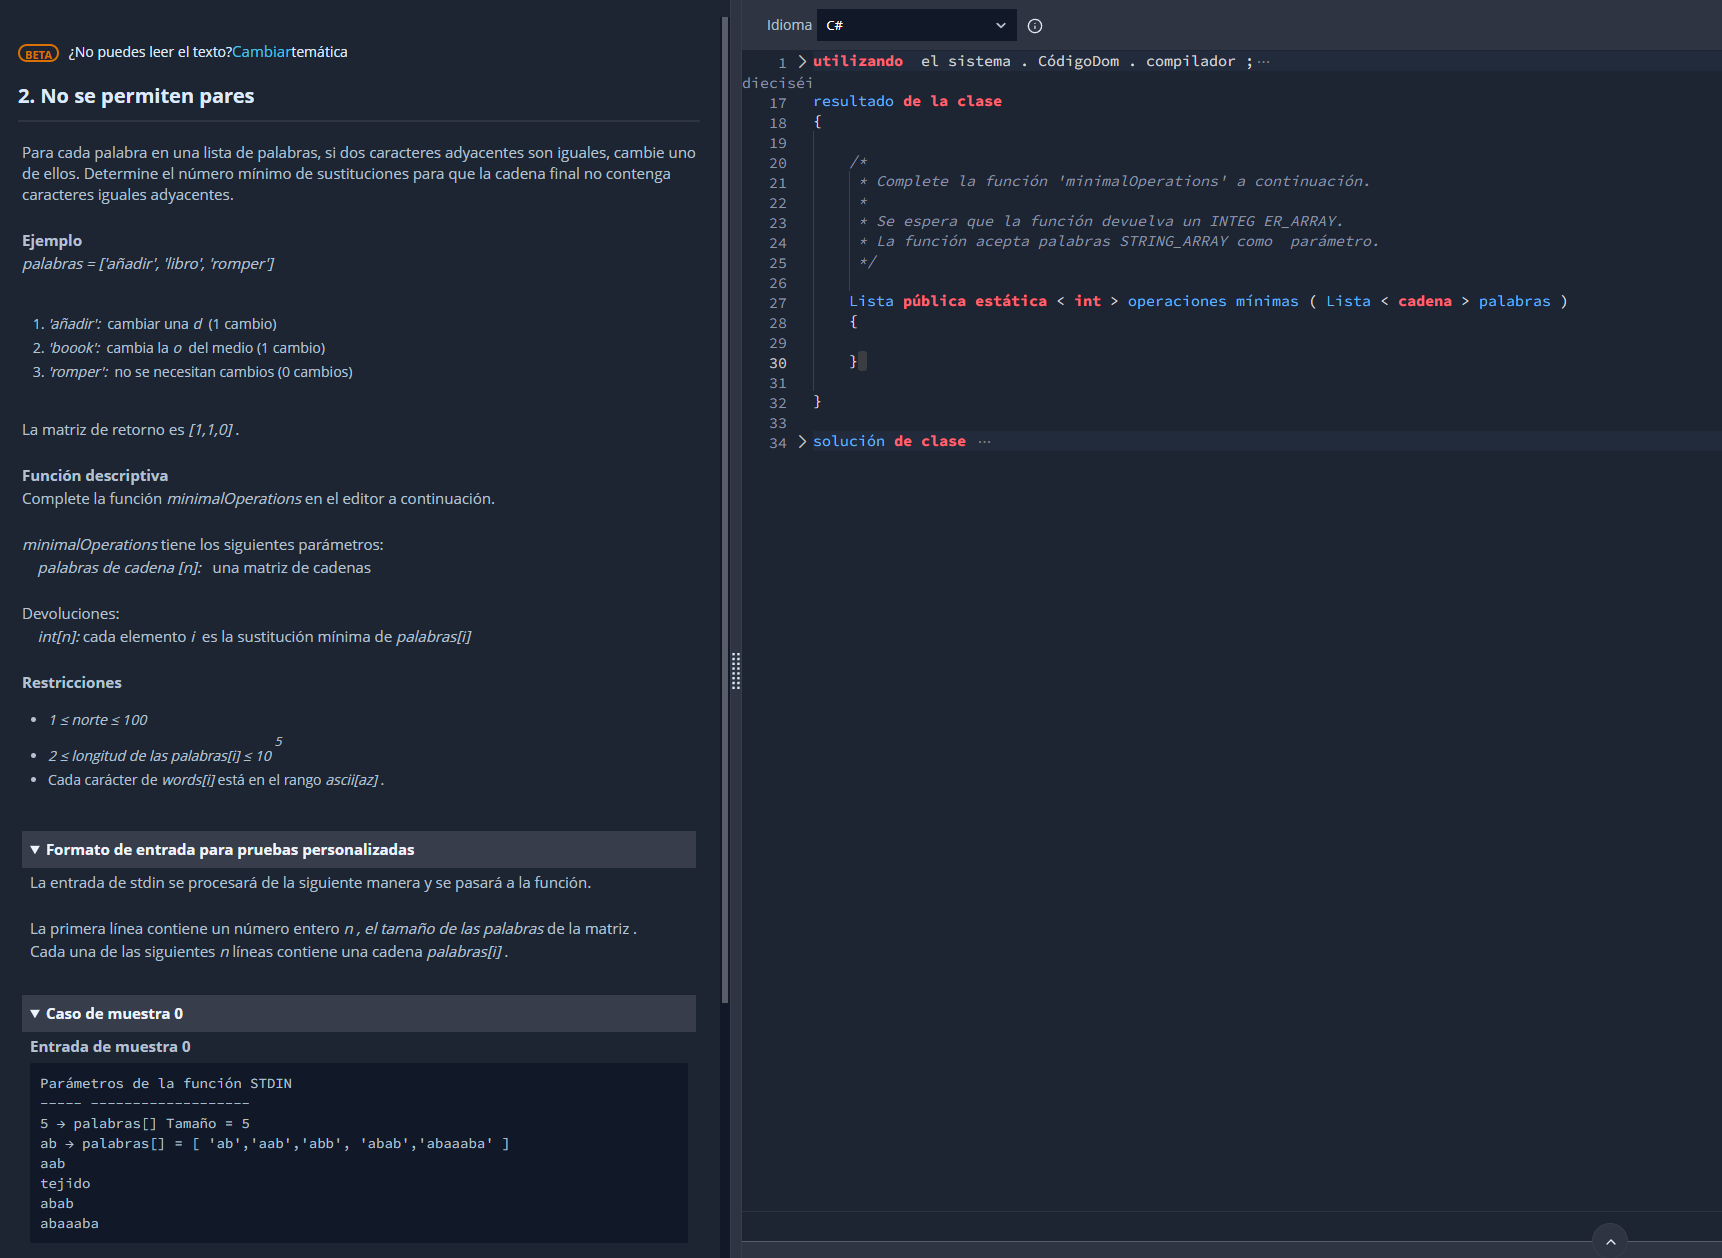 BETA ¿No puedes leer el texto?Cambiartemática
2. No se permiten pares
Para cada palabra en una lista de palabras, si dos caracteres adyacentes son iguales, cambie uno
de ellos. Determine el número mínimo de sustituciones para que la cadena final no contenga
caracteres iguales adyacentes.
Ejemplo
palabras = ['añadir', 'libro', 'romper']
1. 'añadir': cambiar una d (1 cambio)
2. 'boook': cambia la o del medio (1 cambio)
3. 'romper': no se necesitan cambios (0 cambios)
La matriz de retorno es [1,1,0] .
Función descriptiva
Complete la función minimalOperations en el editor a continuación.
minimalOperations tiene los siguientes parámetros:
palabras de cadena [n]: una matriz de cadenas
Devoluciones:
int[n]: cada elemento i es la sustitución mínima de palabras[i]
Restricciones
• 1 ≤ norte ≤ 100
• 2 ≤ longitud de las palabras[i] ≤ 10 5
• Cada carácter de words[i] está en el rango ascii[az] .
▼ Formato de entrada para pruebas personalizadas
La entrada de stdin se procesará de la siguiente manera y se pasará a la función.
La primera línea contiene un número entero n , el tamaño de las palabras de la matriz .
Cada una de las siguientes n líneas contiene una cadena palabras[i] .
▼ Caso de muestra 0
Entrada de muestra 0
Parámetros de la función STDIN
----- -------------------
5 → palabras[] Tamaño = 5
ab → palabras[] = [ 'ab','aab','abb', 'abab','abaaaba' ]
aab
tejido
abab
abaaaba
Idioma C#
1 utilizando el sistema . CódigoDom . compilador ; ···
dieciséi
17 resultado de la clase
18 {
19
20 /*
21 * Complete la función 'minimalOperations' a continuación.
22 *
23 * Se espera que la función devuelva un INTEG ER_ARRAY.
24 * La función acepta palabras STRING_ARRAY como parámetro.
25 */
26
27 Lista pública estática < int > operaciones mínimas ( Lista < cadena > palabras )
28 {
29
30 }
31
32 }
33
34 solución de clase ···